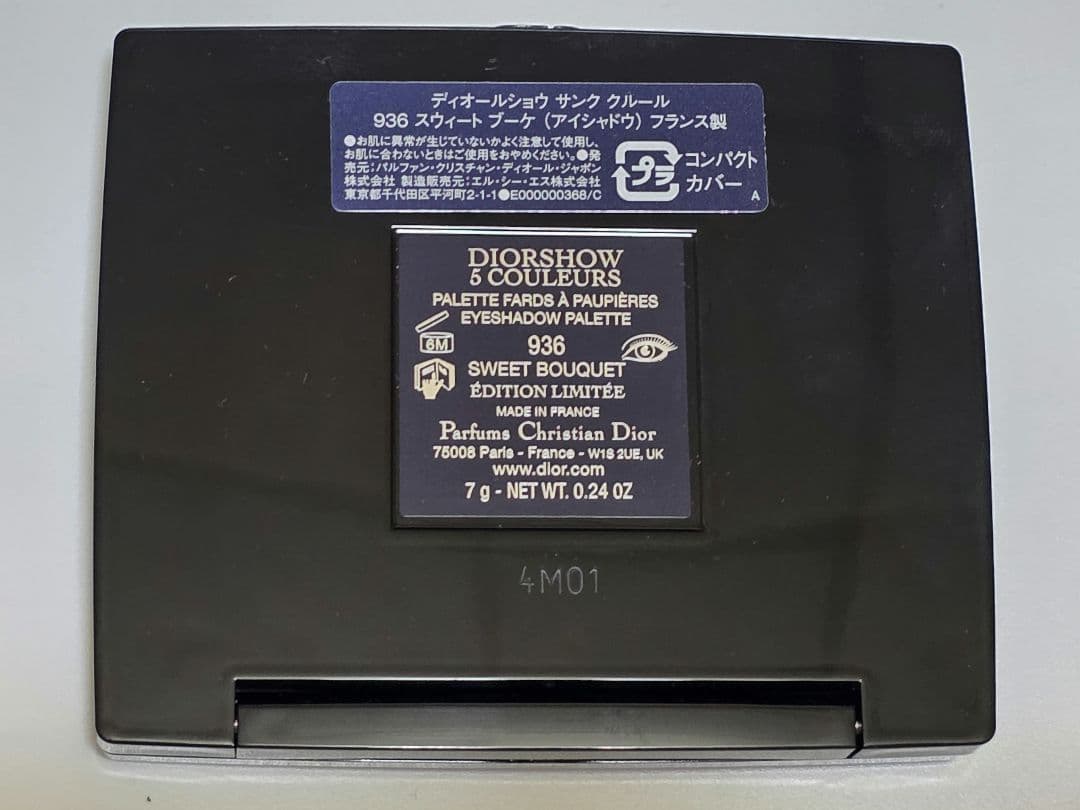 ディオールショウ サンク クルール
936 スウィート ブーケ (アイシャドウ) フランス製
●お肌に異常が生じていないかよく注意して使用し、
お肌に合わないときはご使用をおやめください。●発
売元:パルファン・クリスチャン・ディオール・ジャポン
株式会社 製造販売元:エル・シー・エス株式会社
東京都千代田区平河町2-1-1●E000000368/C
プラ
コンパクト
カバー
A
DIORSHOW
5 COULEURS
PALETTE FARDS À PAUPIÈRES
EYESHADOW PALETTE
6M
936
SWEET BOUQUET
ÉDITION LIMITÉE
MADE IN FRANCE
Parfums Christian Dior
75008 Paris - France - W1S 2UE, UK
www.dior.com
7 g - NET WT. 0.24 OZ
4M01